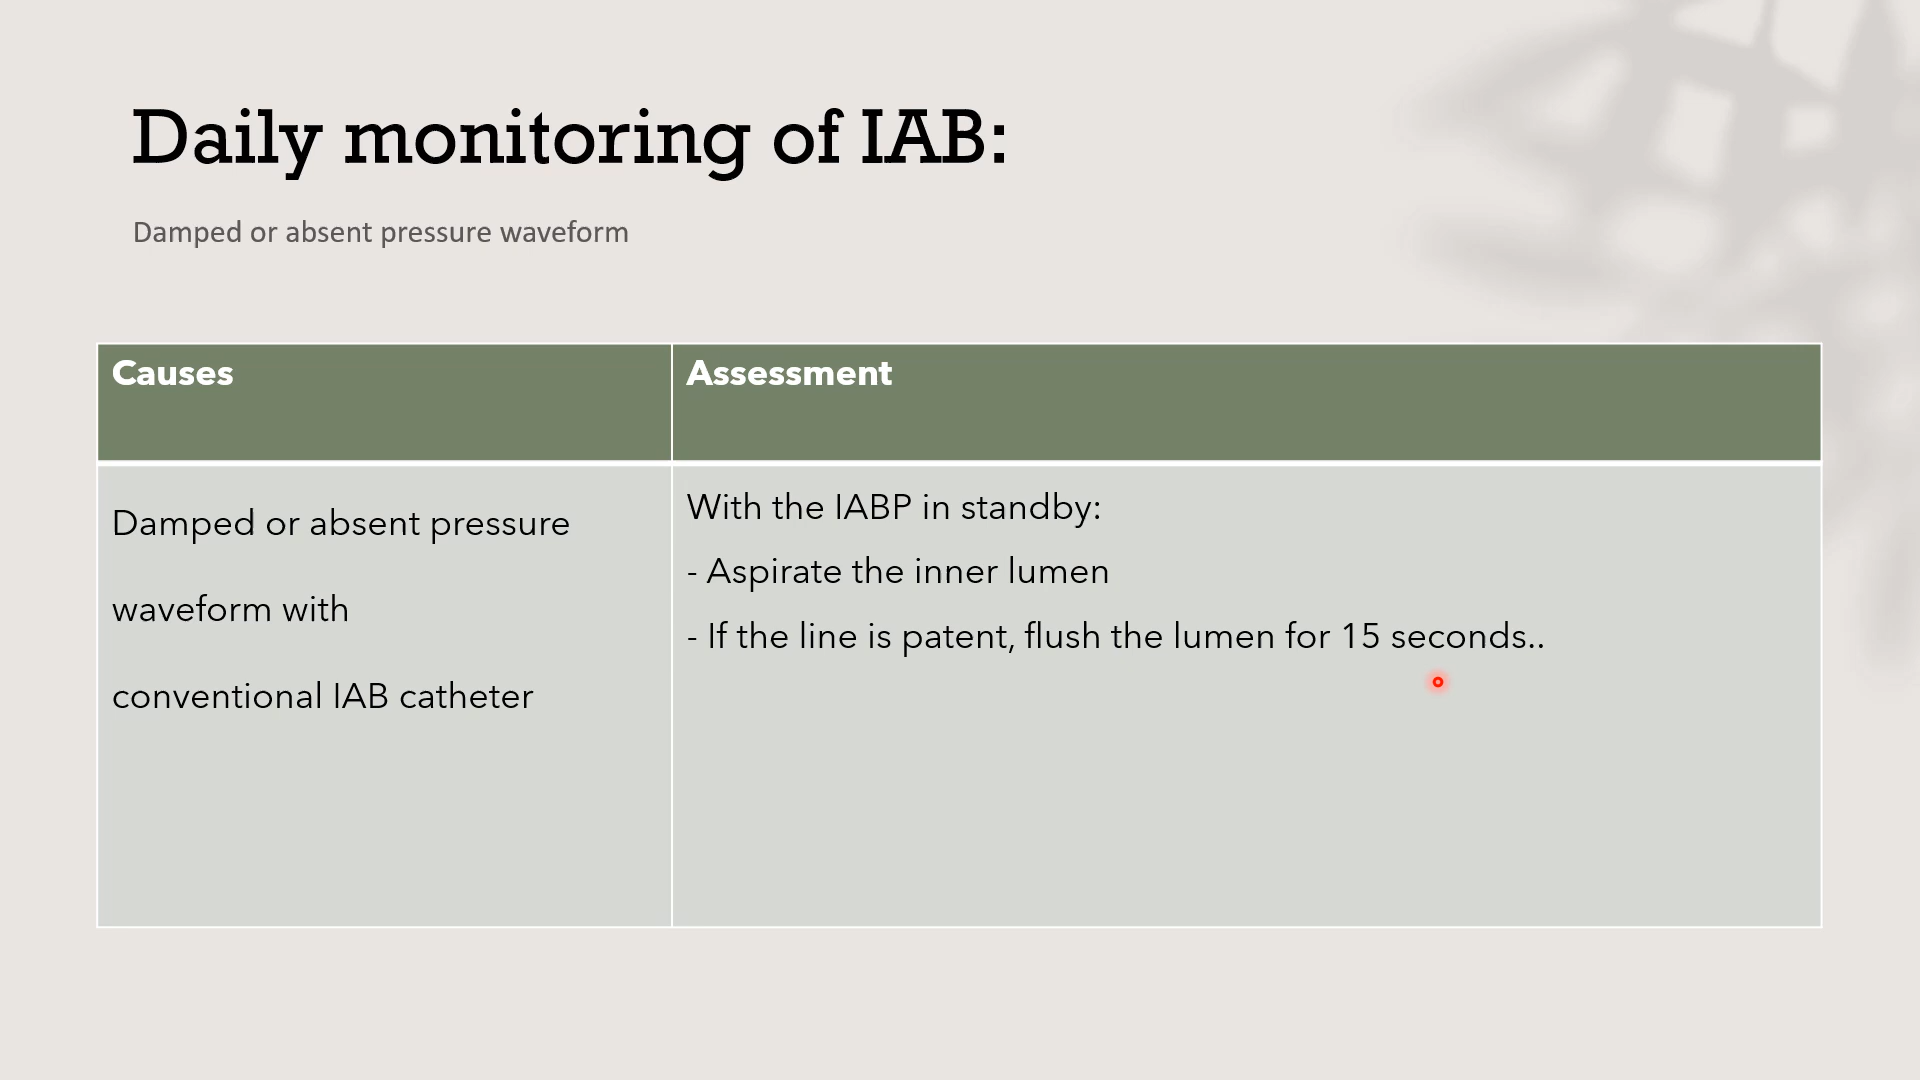 Daily monitoring of IAB:
Damped or absent pressure waveform
Causes
Assessment
Damped or absent pressure
waveform with
conventional IAB catheter
With the IABP in standby:
- Aspirate the inner lumen
- If the line is patent, flush the lumen for 15 seconds..